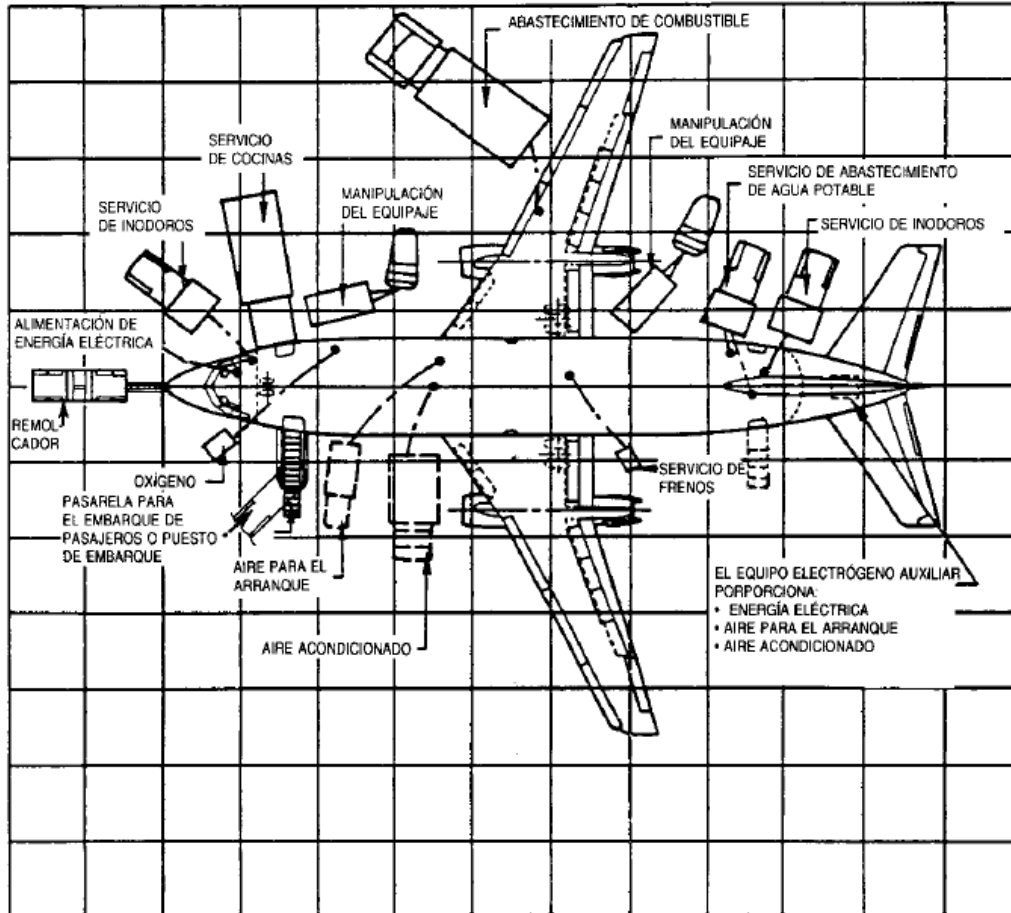 ABASTECIMIENTO DE COMBUSTIBLE
MANIPULACIÓN
DEL EQUIPAJE
SERVICIO
DE COCINAS
SERVICIO DE ABASTECIMIENTO
DE AGUA POTABLE
MANIPULACIÓN
DEL EQUIPAJE
SERVICIO
DE INODOROS
SERVICIO DE INODOROS
ALIMENTACIÓN DE
ENERGÍA ELÉCTRICA
REMOL
CADOR
OXÍGENO
SERVICIO DE
FRENOS
PASARELA PARA
EL EMBARQUE DE
PASAJEROS O PUESTO
DE EMBARQUE
AIRE PARA EL
ARRANQUE
EL EQUIPO ELECTRÓGENO AUXILIAR
PORPORCIONA:
• ENERGÍA ELÉCTRICA
• AIRE PARA EL ARRANQUE
• AIRE ACONDICIONADO
AIRE ACONDICIONADO